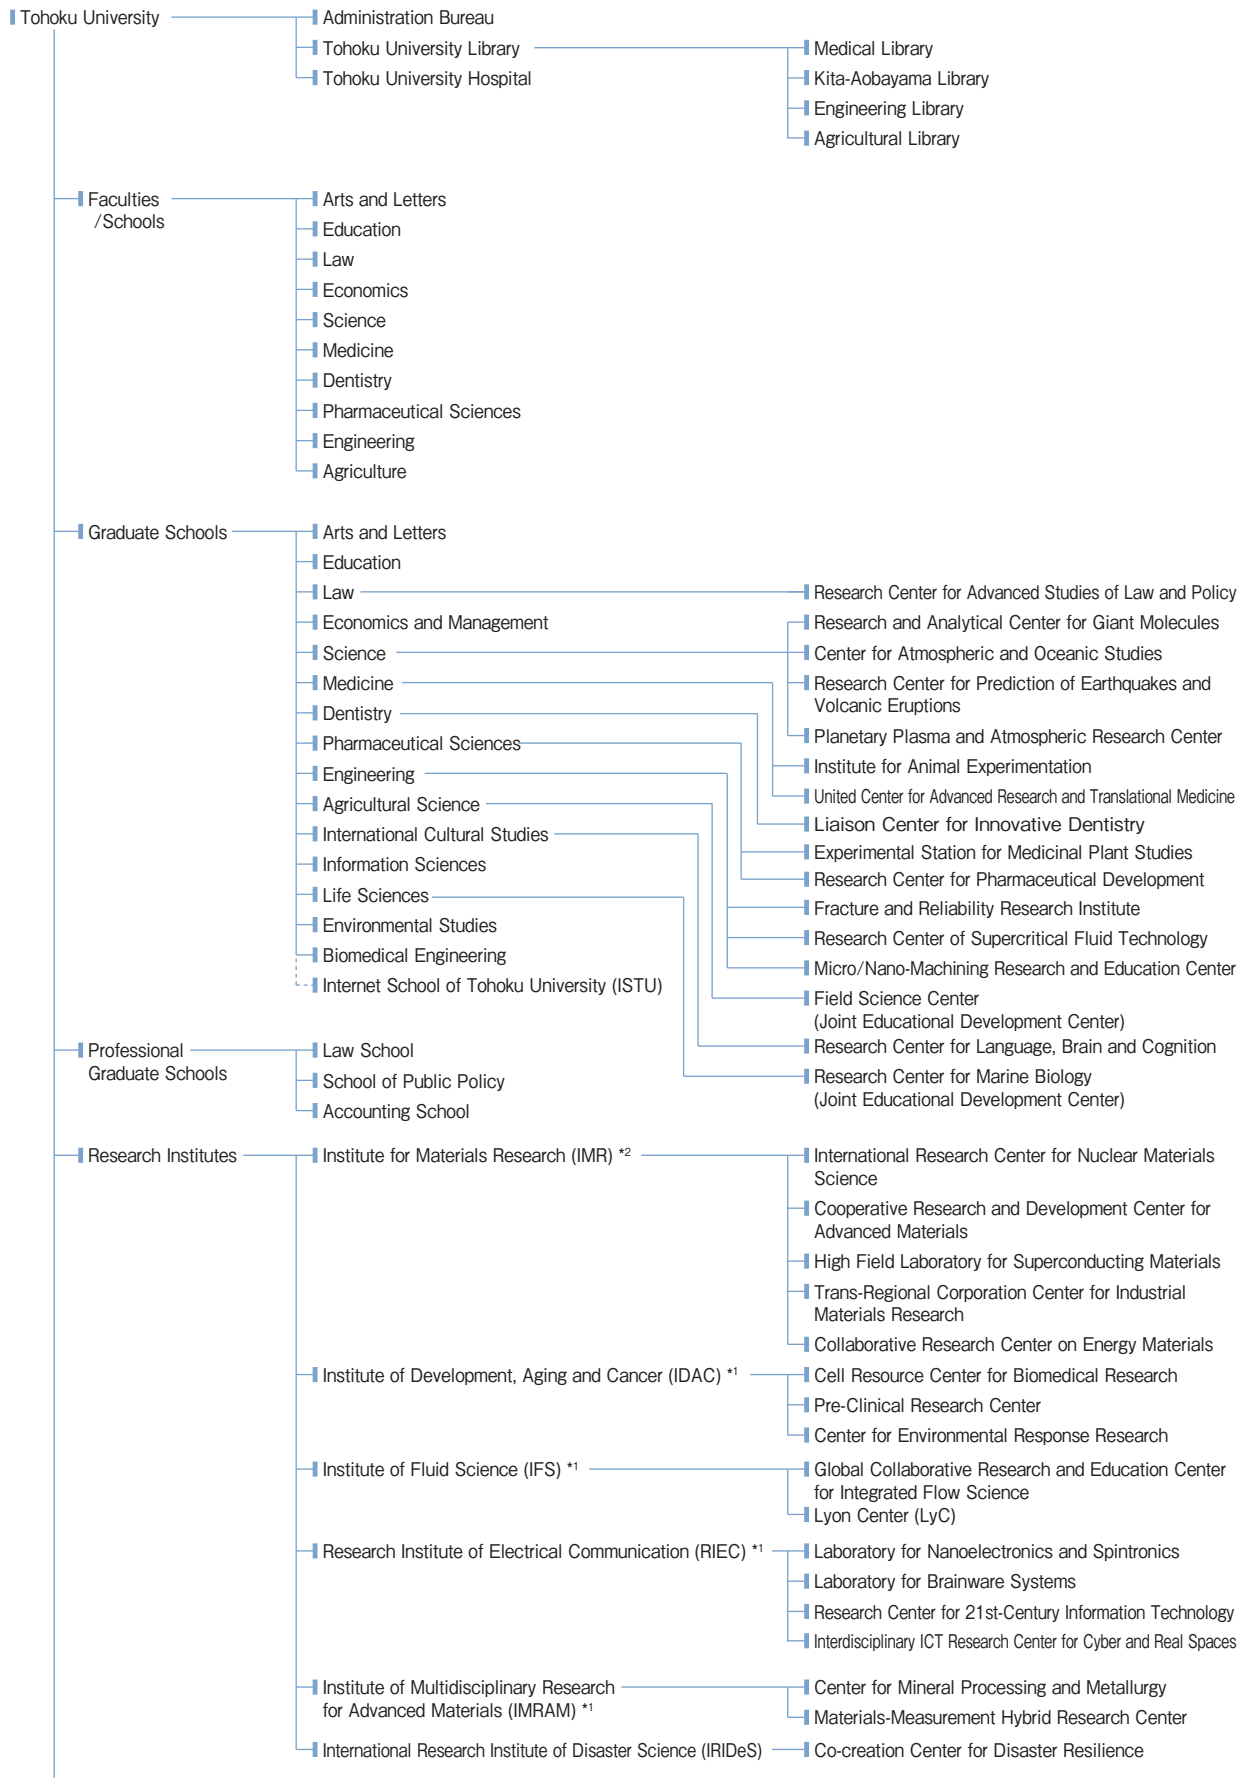 Tohoku University
Administration Bureau
Tohoku University Library
Medical Library
Tohoku University Hospital
Kita-Aobayama Library
Engineering Library
Agricultural Library
Faculties
/Schools
Arts and Letters
Education
Law
Economics
Science
Medicine
Dentistry
Pharmaceutical Sciences
Engineering
Agriculture
Graduate Schools
Arts and Letters
Education
Law
Economics and Management
Science
Medicine
Dentistry
Pharmaceutical Sciences
Engineering
Agricultural Science
International Cultural Studies
Information Sciences
Life Sciences
Environmental Studies
Biomedical Engineering
Internet School of Tohoku University (ISTU)
Research Center for Advanced Studies of Law and Policy
Research and Analytical Center for Giant Molecules
Center for Atmospheric and Oceanic Studies
Research Center for Prediction of Earthquakes and
Volcanic Eruptions
Planetary Plasma and Atmospheric Research Center
Institute for Animal Experimentation
United Center for Advanced Research and Translational Medicine
Liaison Center for Innovative Dentistry
Experimental Station for Medicinal Plant Studies
Research Center for Pharmaceutical Development
Fracture and Reliability Research Institute
Research Center of Supercritical Fluid Technology
Micro/Nano-Machining Research and Education Center
Field Science Center
(Joint Educational Development Center)
Research Center for Language, Brain and Cognition
Research Center for Marine Biology
(Joint Educational Development Center)
Professional
Graduate Schools
Law School
School of Public Policy
Accounting School
Research Institutes
Institute for Materials Research (IMR) *2
International Research Center for Nuclear Materials
Science
Cooperative Research and Development Center for
Advanced Materials
High Field Laboratory for Superconducting Materials
Trans-Regional Corporation Center for Industrial
Materials Research
Collaborative Research Center on Energy Materials
Institute of Development, Aging and Cancer (IDAC) *1
Cell Resource Center for Biomedical Research
Pre-Clinical Research Center
Center for Environmental Response Research
Institute of Fluid Science (IFS) *1
Global Collaborative Research and Education Center
for Integrated Flow Science
Lyon Center (LyC)
Research Institute of Electrical Communication (RIEC) *1
Laboratory for Nanoelectronics and Spintronics
Laboratory for Brainware Systems
Research Center for 21st-Century Information Technology
Interdisciplinary ICT Research Center for Cyber and Real Spaces
Institute of Multidisciplinary Research
for Advanced Materials (IMRAM) *1
Center for Mineral Processing and Metallurgy
Materials-Measurement Hybrid Research Center
International Research Institute of Disaster Science (IRIDeS)
Co-creation Center for Disaster Resilience